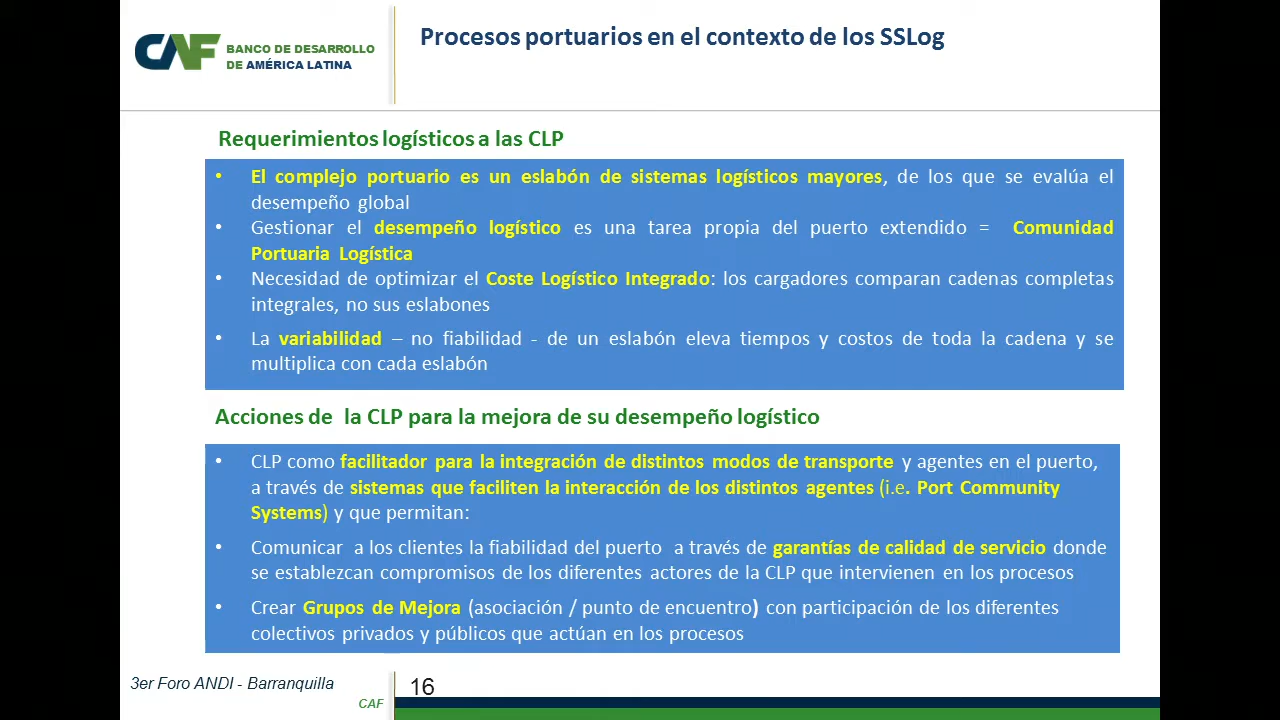 CAF BANCO DE DESARROLLO
DE AMÉRICA LATINA
Procesos portuarios en el contexto de los SSLog
Requerimientos logísticos a las CLP
• El complejo portuario es un eslabón de sistemas logísticos mayores, de los que se evalúa el
desempeño global
• Gestionar el desempeño logístico es una tarea propia del puerto extendido = Comunidad
Portuaria Logística
• Necesidad de optimizar el Coste Logístico Integrado: los cargadores comparan cadenas completas
integrales, no sus eslabones
• La variabilidad – no fiabilidad - de un eslabón eleva tiempos y costos de toda la cadena y se
multiplica con cada eslabón
Acciones de la CLP para la mejora de su desempeño logístico
• CLP como facilitador para la integración de distintos modos de transporte y agentes en el puerto,
a través de sistemas que faciliten la interacción de los distintos agentes (i.e. Port Community
Systems) y que permitan:
• Comunicar a los clientes la fiabilidad del puerto a través de garantías de calidad de servicio donde
se establezcan compromisos de los diferentes actores de la CLP que intervienen en los procesos
• Crear Grupos de Mejora (asociación / punto de encuentro) con participación de los diferentes
colectivos privados y públicos que actúan en los procesos
3er Foro ANDI - Barranquilla
CAF
16